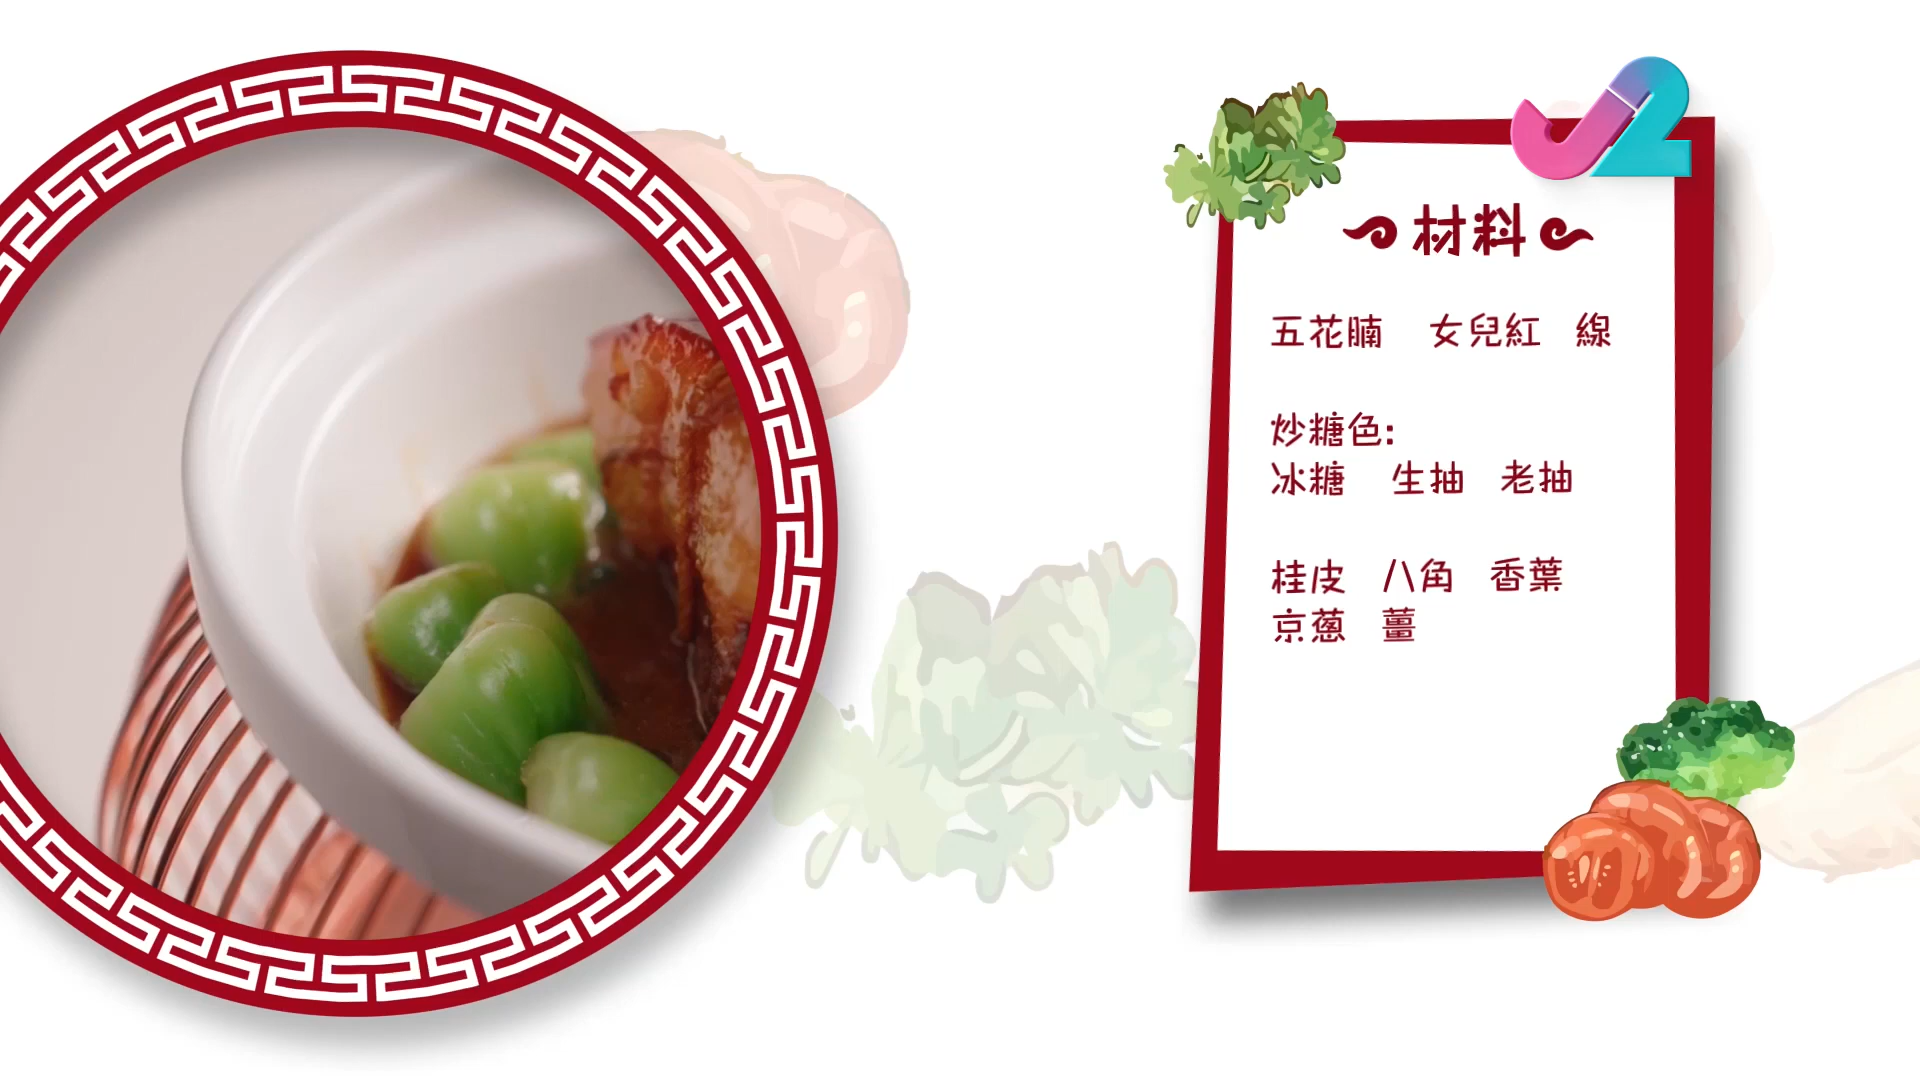 J2
材料
五花腩 女兒紅 線
炒糖色:
冰糖 生抽 老抽
桂皮 八角 香葉
京蔥 薑